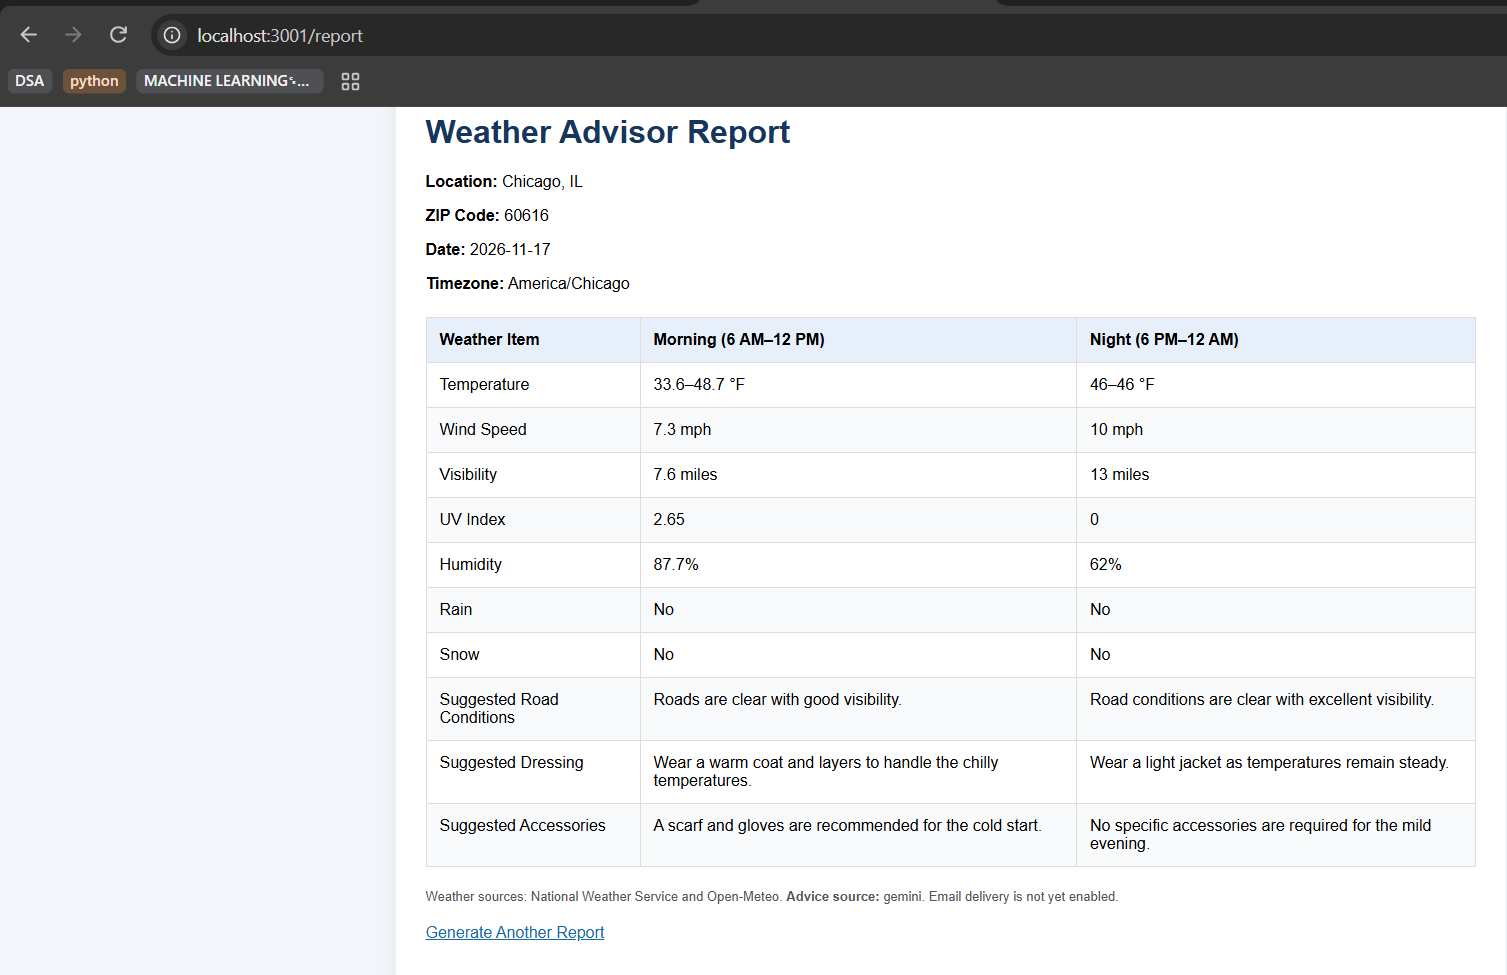 localhost:3001/report
DSA python MACHINE LEARNING...
Weather Advisor Report
Location: Chicago, IL
ZIP Code: 60616
Date: 2026-11-17
Timezone: America/Chicago
Weather Item Morning (6 AM–12 PM) Night (6 PM–12 AM)
Temperature 33.6–48.7 °F 46–46 °F
Wind Speed 7.3 mph 10 mph
Visibility 7.6 miles 13 miles
UV Index 2.65 0
Humidity 87.7% 62%
Rain No No
Snow No No
Suggested Road Conditions Roads are clear with good visibility. Road conditions are clear with excellent visibility.
Suggested Dressing Wear a warm coat and layers to handle the chilly temperatures. Wear a light jacket as temperatures remain steady.
Suggested Accessories A scarf and gloves are recommended for the cold start. No specific accessories are required for the mild evening.
Weather sources: National Weather Service and Open-Meteo. Advice source: gemini. Email delivery is not yet enabled.
Generate Another Report